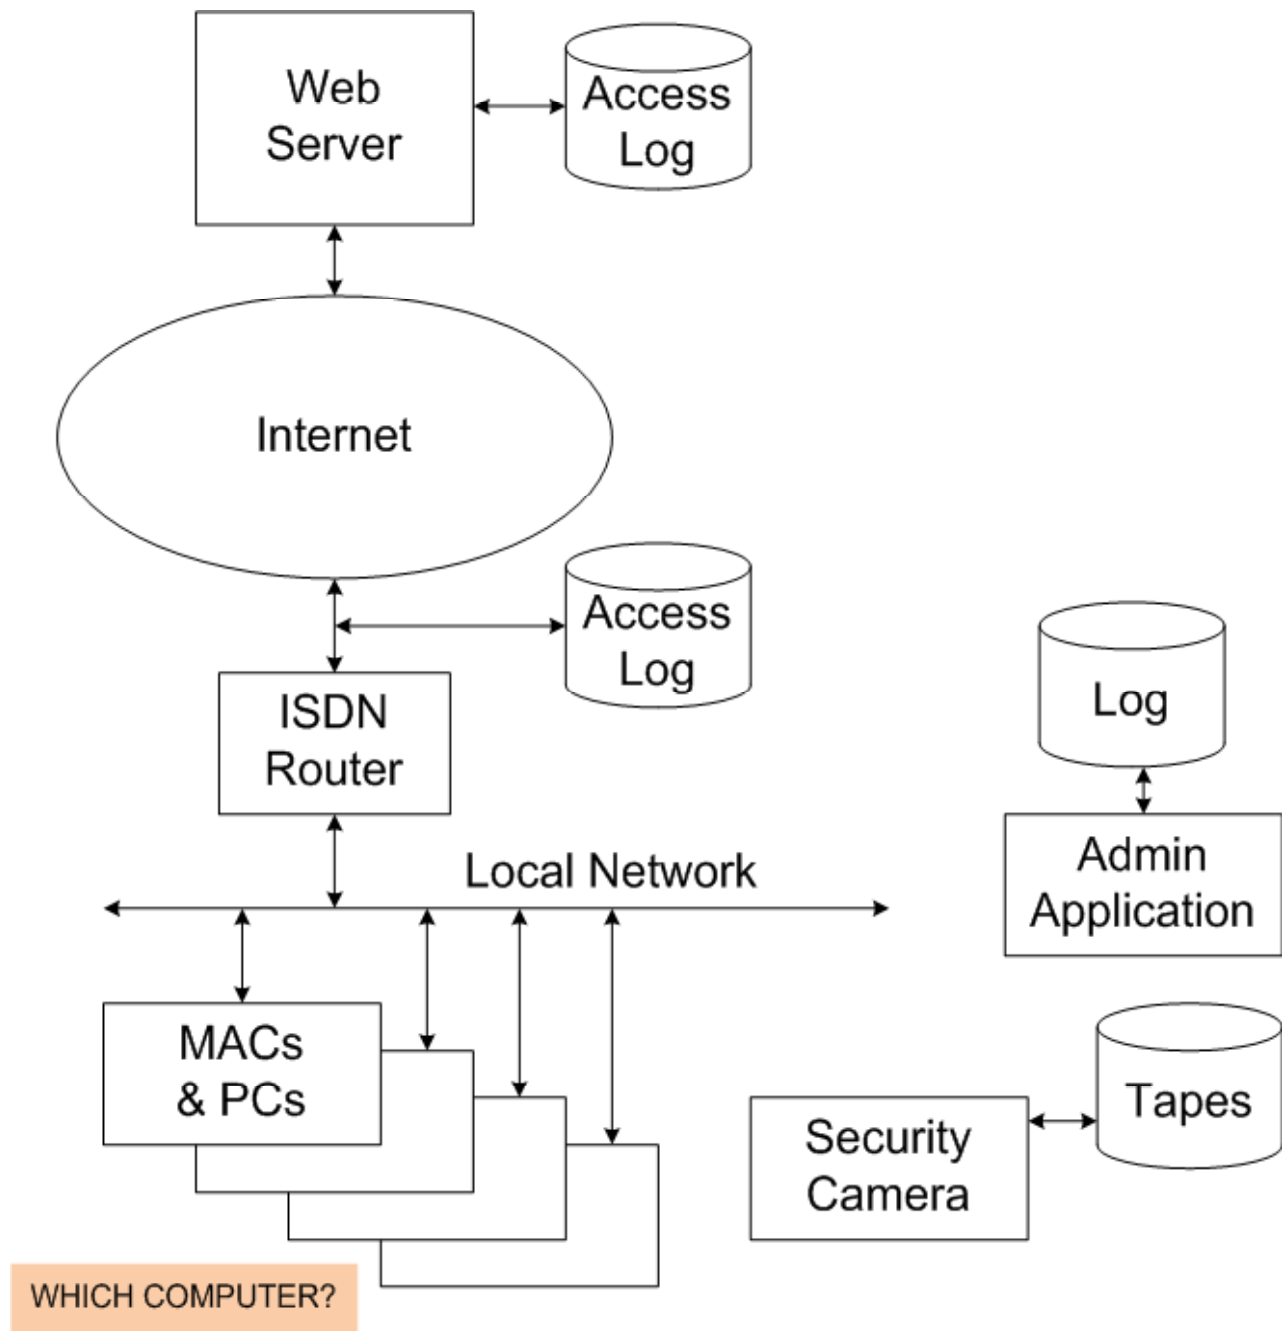 Web
Server
Access
Log
Internet
Access
Log
ISDN
Router
Log
Local Network
Admin
Application
MACs
& PCs
Tapes
Security
Camera
WHICH COMPUTER?